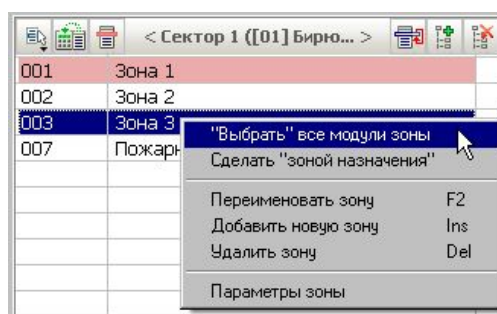 < Сектор 1 ([01] Бирю... >
001 Зона 1
002 Зона 2
003 Зона 3
"Выбрать" все модули зоны
007
Сделать "зоной назначения"
Переименовать зону F2
Добавить новую зону Ins
Удалить зону Del
Параметры зоны